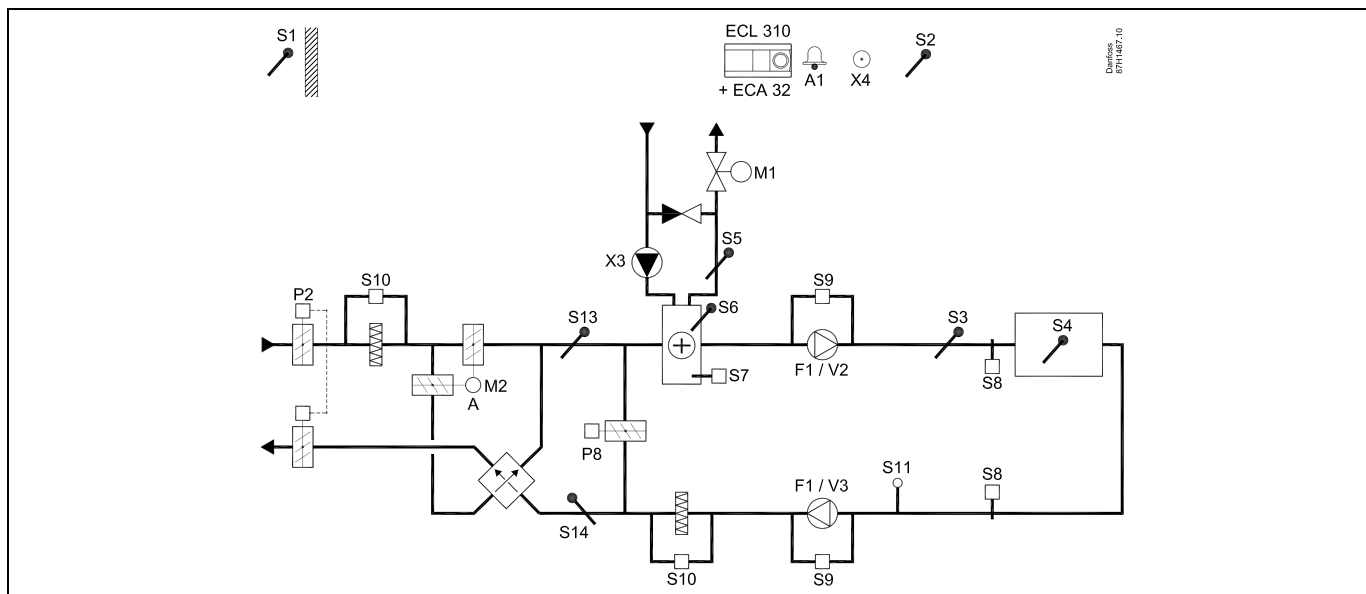 S1
ECL 310
+ ECA 32
A1
X4
S2
Danfoss
87H1467.10
M1
S5
X3
S6
S7
P2
S10
S13
S9
F1 / V2
S3
S4
S8
M2
A
P8
S14
S10
F1 / V3
S9
S11
S8